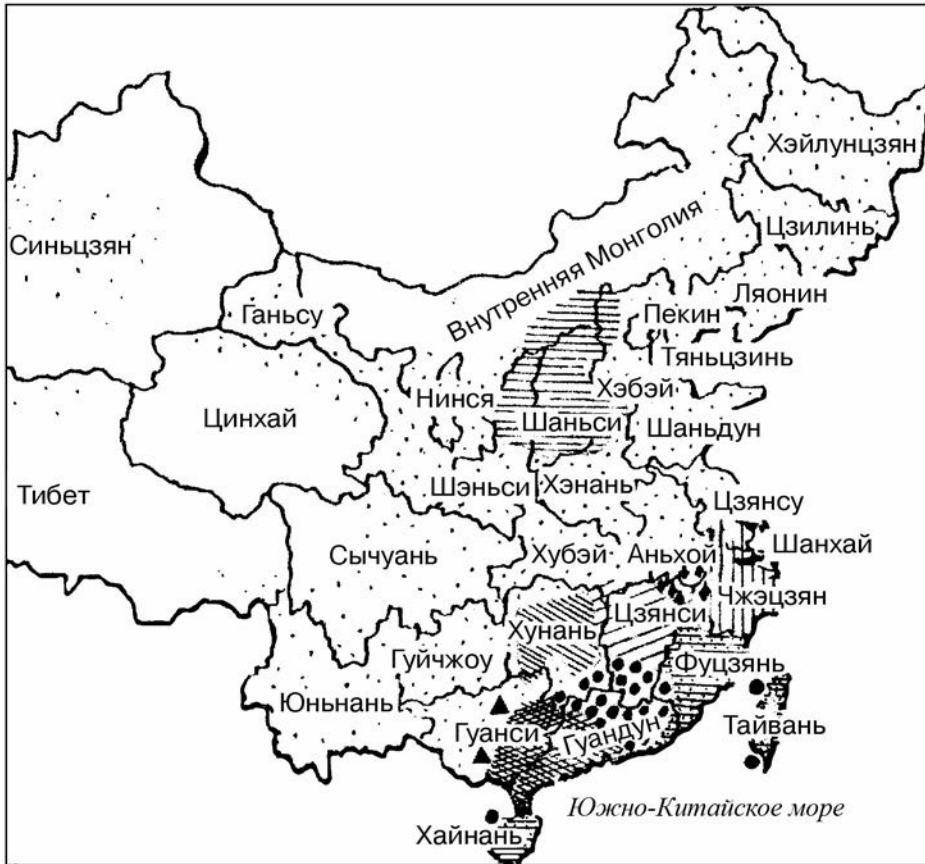 Хэйлунцзян
Цзилинь
Синьцзян
Внутренняя Монголия
Ляонин
Ганьсу
Пекин
Тяньцзинь
Хэбэй
Нинся
Цинхай
Шаньси
Шаньдун
Тибет
Шэньси
Хэнань
Цзянсу
Сычуань
Хубэй
Аньхой
Шанхай
Чжэцзян
Цзянси
Хунань
Гуйчжоу
Фуцзянь
Юньнань
Гуанси
Гуандун
Тайвань
Южно-Китайское море
Хайнань